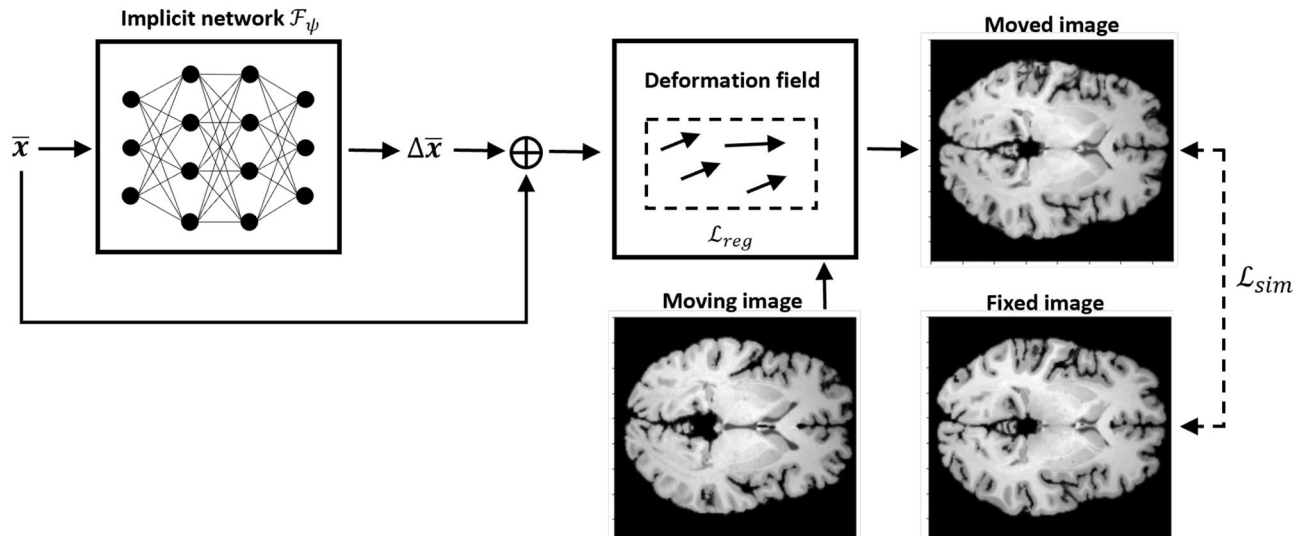 Implicit network ℱ_ψ
Moved image
Deformation field
x̄
Δx̄
⊕
ℒ_reg
ℒ_sim
Moving image
Fixed image